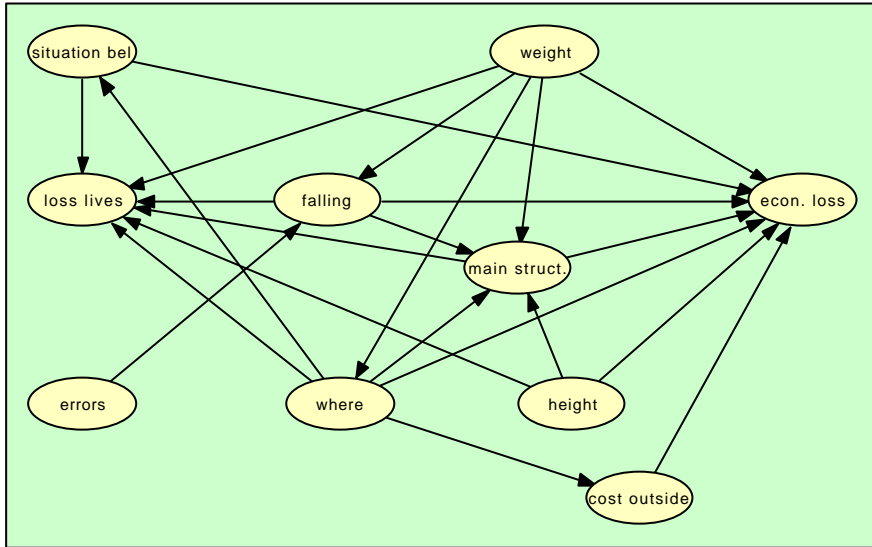 situation bel
weight
loss lives
falling
econ. loss
main struct.
errors
where
height
cost outside